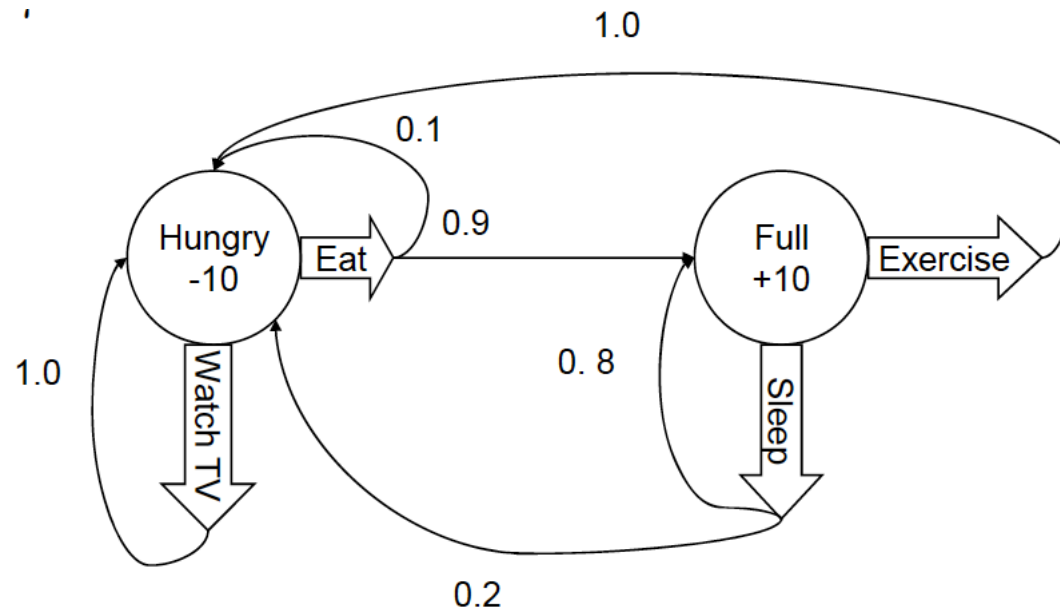 1.0
0.1
0.9
Hungry
-10
Eat
Full
+10
Exercise
1.0
Watch TV
0. 8
Sleep
0.2